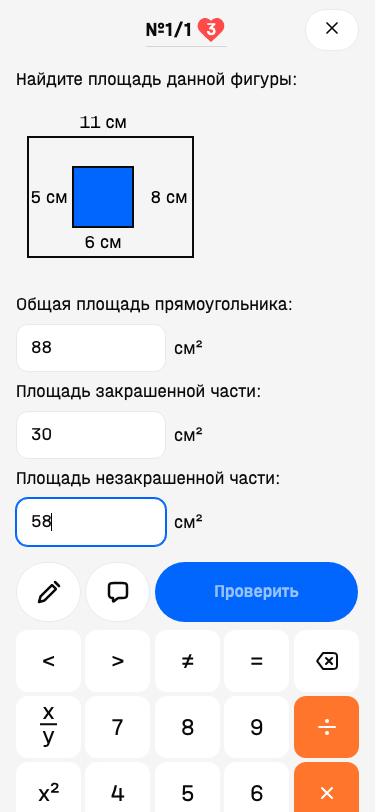 №1/1 3
Найдите площадь данной фигуры:
11 см
5 см
8 см
6 см
Общая площадь прямоугольника:
88 см²
Площадь закрашенной части:
30 см²
Площадь незакрашенной части:
58 см²
Проверить
< > ≠ =
x/y 7 8 9 ÷
x² 4 5 6 ×